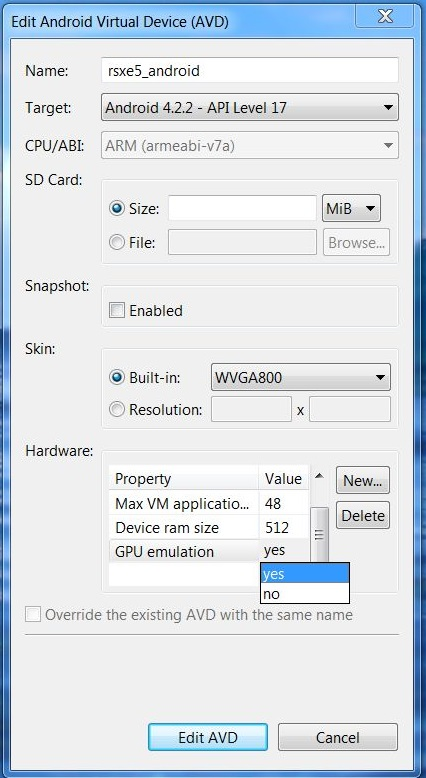 Edit Android Virtual Device (AVD)
Name: rsxe5_android
Target: Android 4.2.2 - API Level 17
CPU/ABI: ARM (armeabi-v7a)
SD Card:
Size: MiB
File: Browse...
Snapshot:
Enabled
Skin:
Built-in: WVGA800
Resolution: x
Hardware:
Property Value New...
Max VM applicatio... 48
Device ram size 512 Delete
GPU emulation yes
yes
no
Override the existing AVD with the same name
Edit AVD Cancel